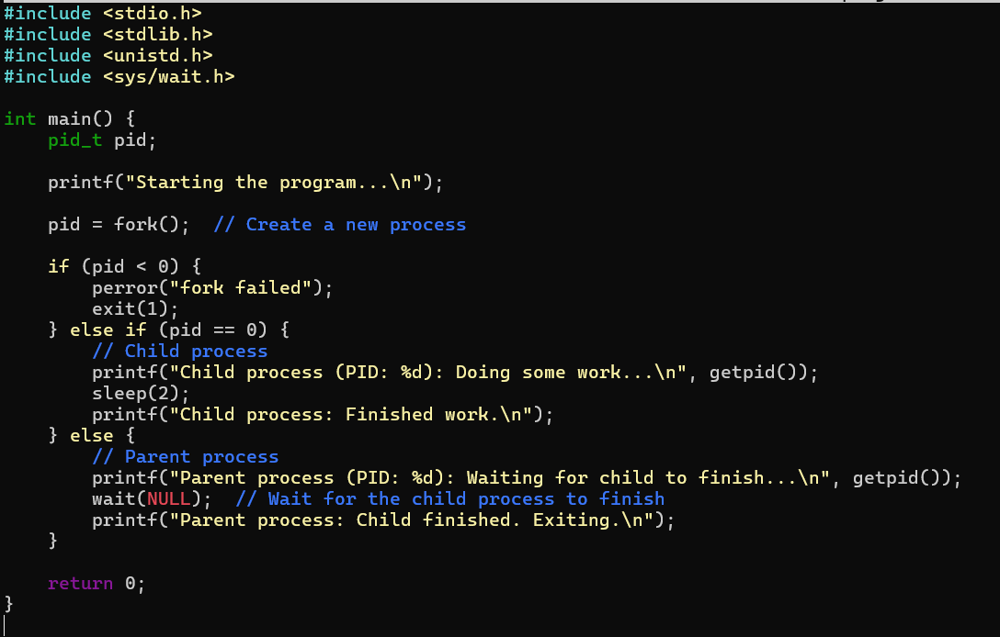 #include <stdio.h>
#include <stdlib.h>
#include <unistd.h>
#include <sys/wait.h>

int main() {
    pid_t pid;

    printf("Starting the program...\n");

    pid = fork();  // Create a new process

    if (pid < 0) {
        perror("fork failed");
        exit(1);
    } else if (pid == 0) {
        // Child process
        printf("Child process (PID: %d): Doing some work...\n", getpid());
        sleep(2);
        printf("Child process: Finished work.\n");
    } else {
        // Parent process
        printf("Parent process (PID: %d): Waiting for child to finish...\n", getpid());
        wait(NULL);  // Wait for the child process to finish
        printf("Parent process: Child finished. Exiting.\n");
    }

    return 0;
}